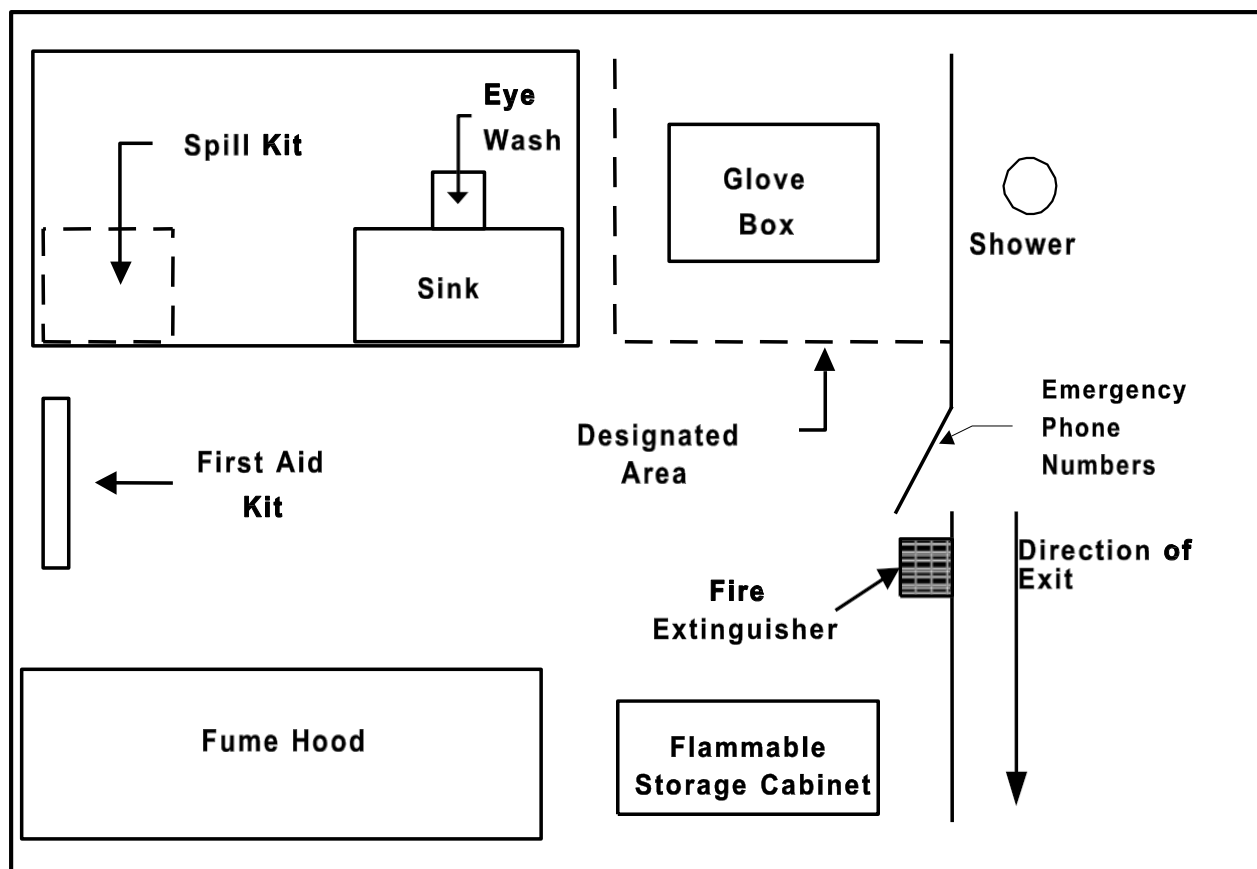 Spill Kit
Eye
Wash
Glove
Box
Shower
Sink
Emergency
Phone
Numbers
Designated
Area
First Aid
Kit
Direction of
Exit
Fire
Extinguisher
Fume Hood
Flammable
Storage Cabinet